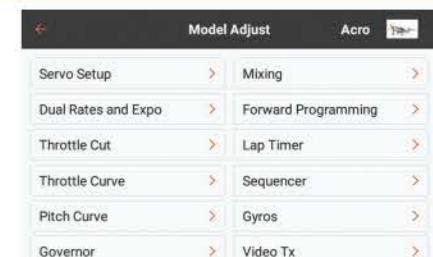 Model Adjust Acro
Servo Setup
Mixing
Dual Rates and Expo
Forward Programming
Throttle Cut
Lap Timer
Throttle Curve
Sequencer
Pitch Curve
Gyros
Governor
Video Tx